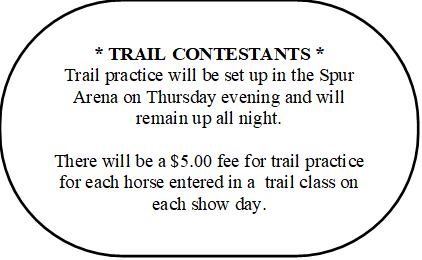 * TRAIL CONTESTANTS *
Trail practice will be set up in the Spur
Arena on Thursday evening and will
remain up all night.
There will be a $5.00 fee for trail practice
for each horse entered in a  trail class on
each show day.